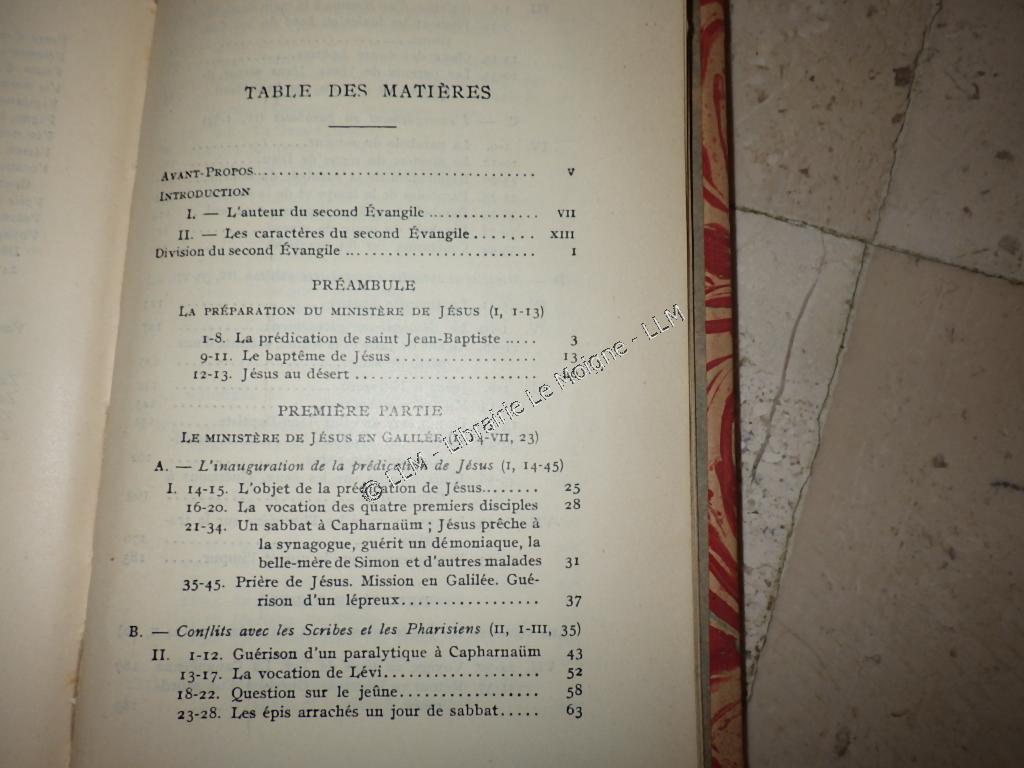 TABLE DES MATIÈRES
AVANT-PROPOS........................................ V
INTRODUCTION
I. — L'auteur du second Évangile ............... VII
II. — Les caractères du second Évangile ....... XIII
Division du second Évangile .......................... I
PRÉAMBULE
LA PRÉPARATION DU MINISTÈRE DE JÉSUS (I, 1-13)
1-8. La prédication de saint Jean-Baptiste ..... 3
9-11. Le baptême de Jésus .................... 13
12-13. Jésus au désert ..........................
PREMIÈRE PARTIE
LE MINISTÈRE DE JÉSUS EN GALILÉE (I, 14-VII, 23)
A. — L'inauguration de la prédication de Jésus (I, 14-45)
I. 14-15. L'objet de la prédication de Jésus........ 25
16-20. La vocation des quatre premiers disciples 28
21-34. Un sabbat à Capharnaüm ; Jésus prêche à
la synagogue, guérit un démoniaque, la
belle-mère de Simon et d'autres malades 31
35-45. Prière de Jésus. Mission en Galilée. Gué-
rison d'un lépreux.................... 37
B. — Conflits avec les Scribes et les Pharisiens (II, 1-III, 35)
II. 1-12. Guérison d'un paralytique à Capharnaüm 43
13-17. La vocation de Lévi...................... 52
18-22. Question sur le jeûne.................... 58
23-28. Les épis arrachés un jour de sabbat..... 63
© LLM - Librairie Le Moigne - LLM